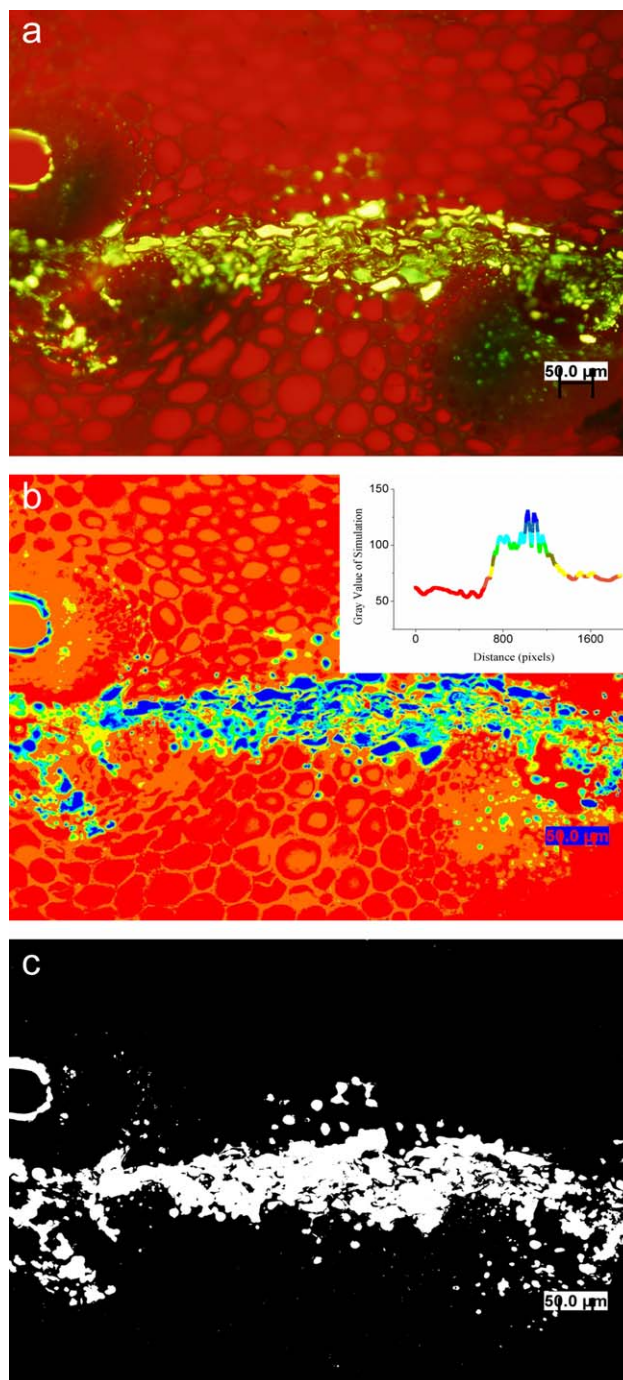 a
50.0 µm
b
150
100
50
Gray Value of Simulation
0
800
1600
Distance (pixels)
50.0 µm
c
50.0 µm